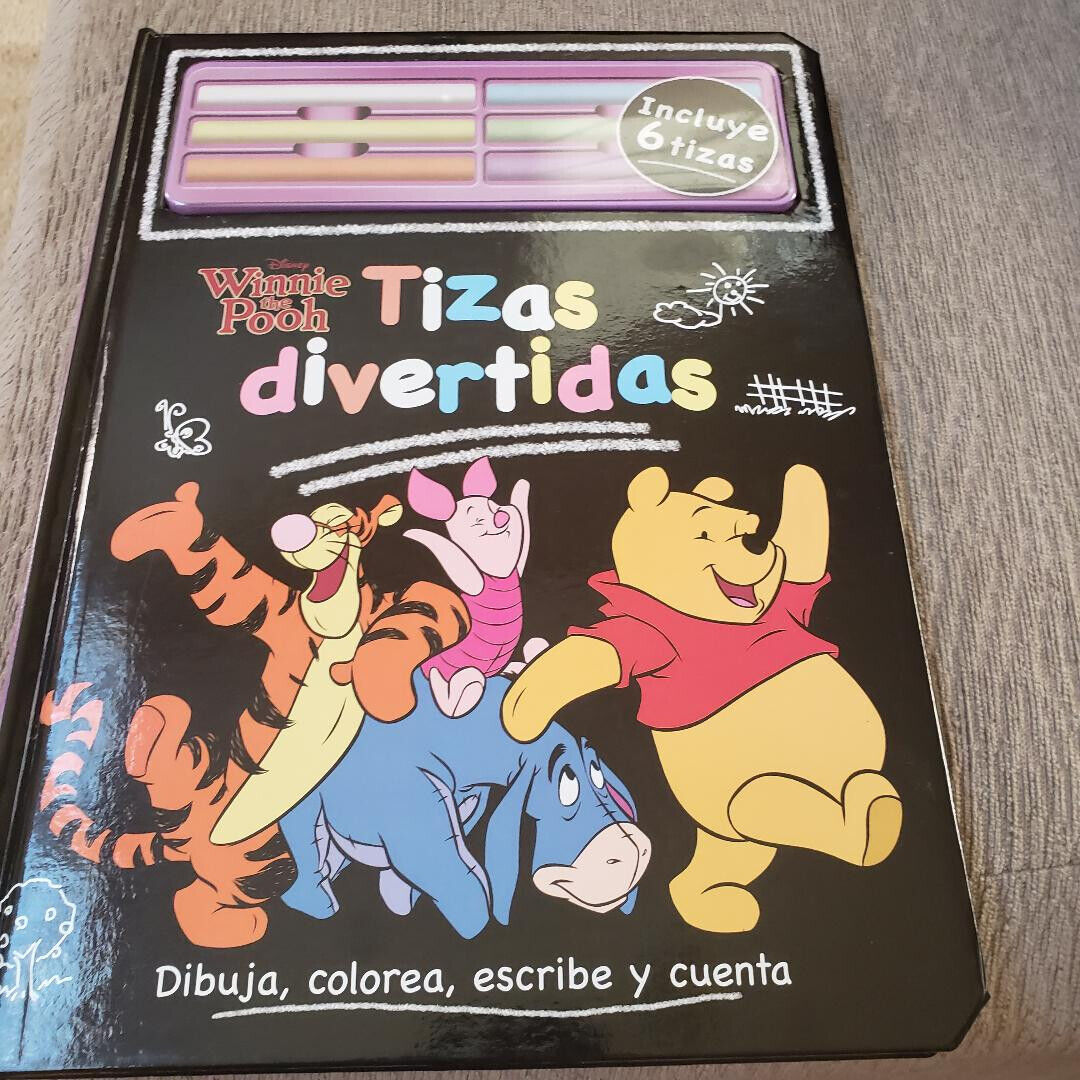 Incluye
6 tizas
Disney
Winnie
the
Pooh
Tizas
divertidas
Dibuja, colorea, escribe y cuenta